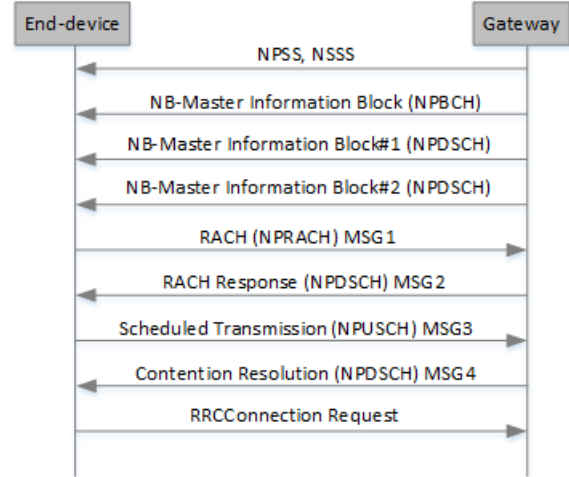 End-device
Gateway
NPSS, NSSS
NB-Master Information Block (NPBCH)
NB-Master Information Block#1 (NPDSCH)
NB-Master Information Block#2 (NPDSCH)
RACH (NPRACH) MSG1
RACH Response (NPDSCH) MSG2
Scheduled Transmission (NPUSCH) MSG3
Contention Resolution (NPDSCH) MSG4
RRCConnection Request